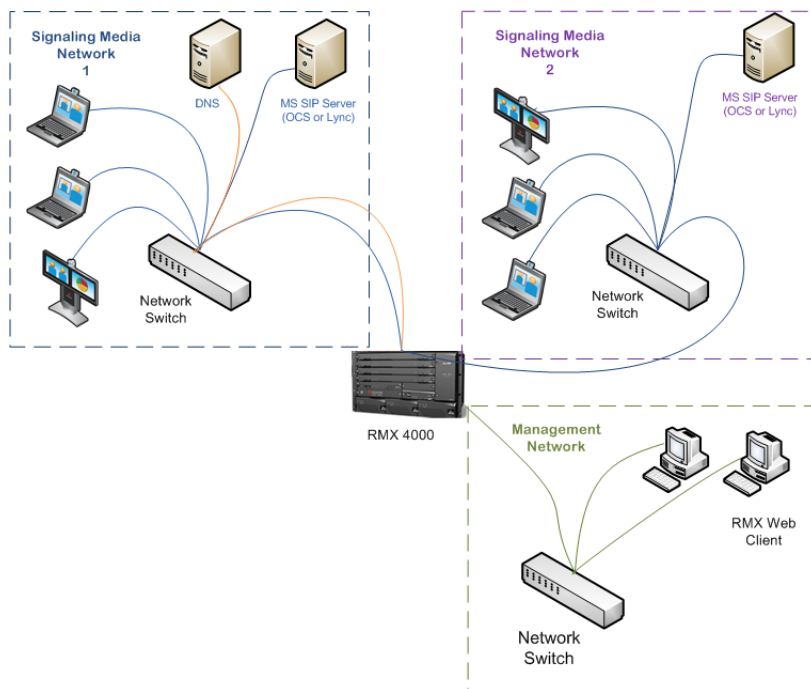 Signaling Media
Network
1
DNS
MS SIP Server
(OCS or Lync)
Network
Switch
Signaling Media
Network
2
MS SIP Server
(OCS or Lync)
Network
Switch
RMX 4000
Management
Network
RMX Web
Client
Network
Switch